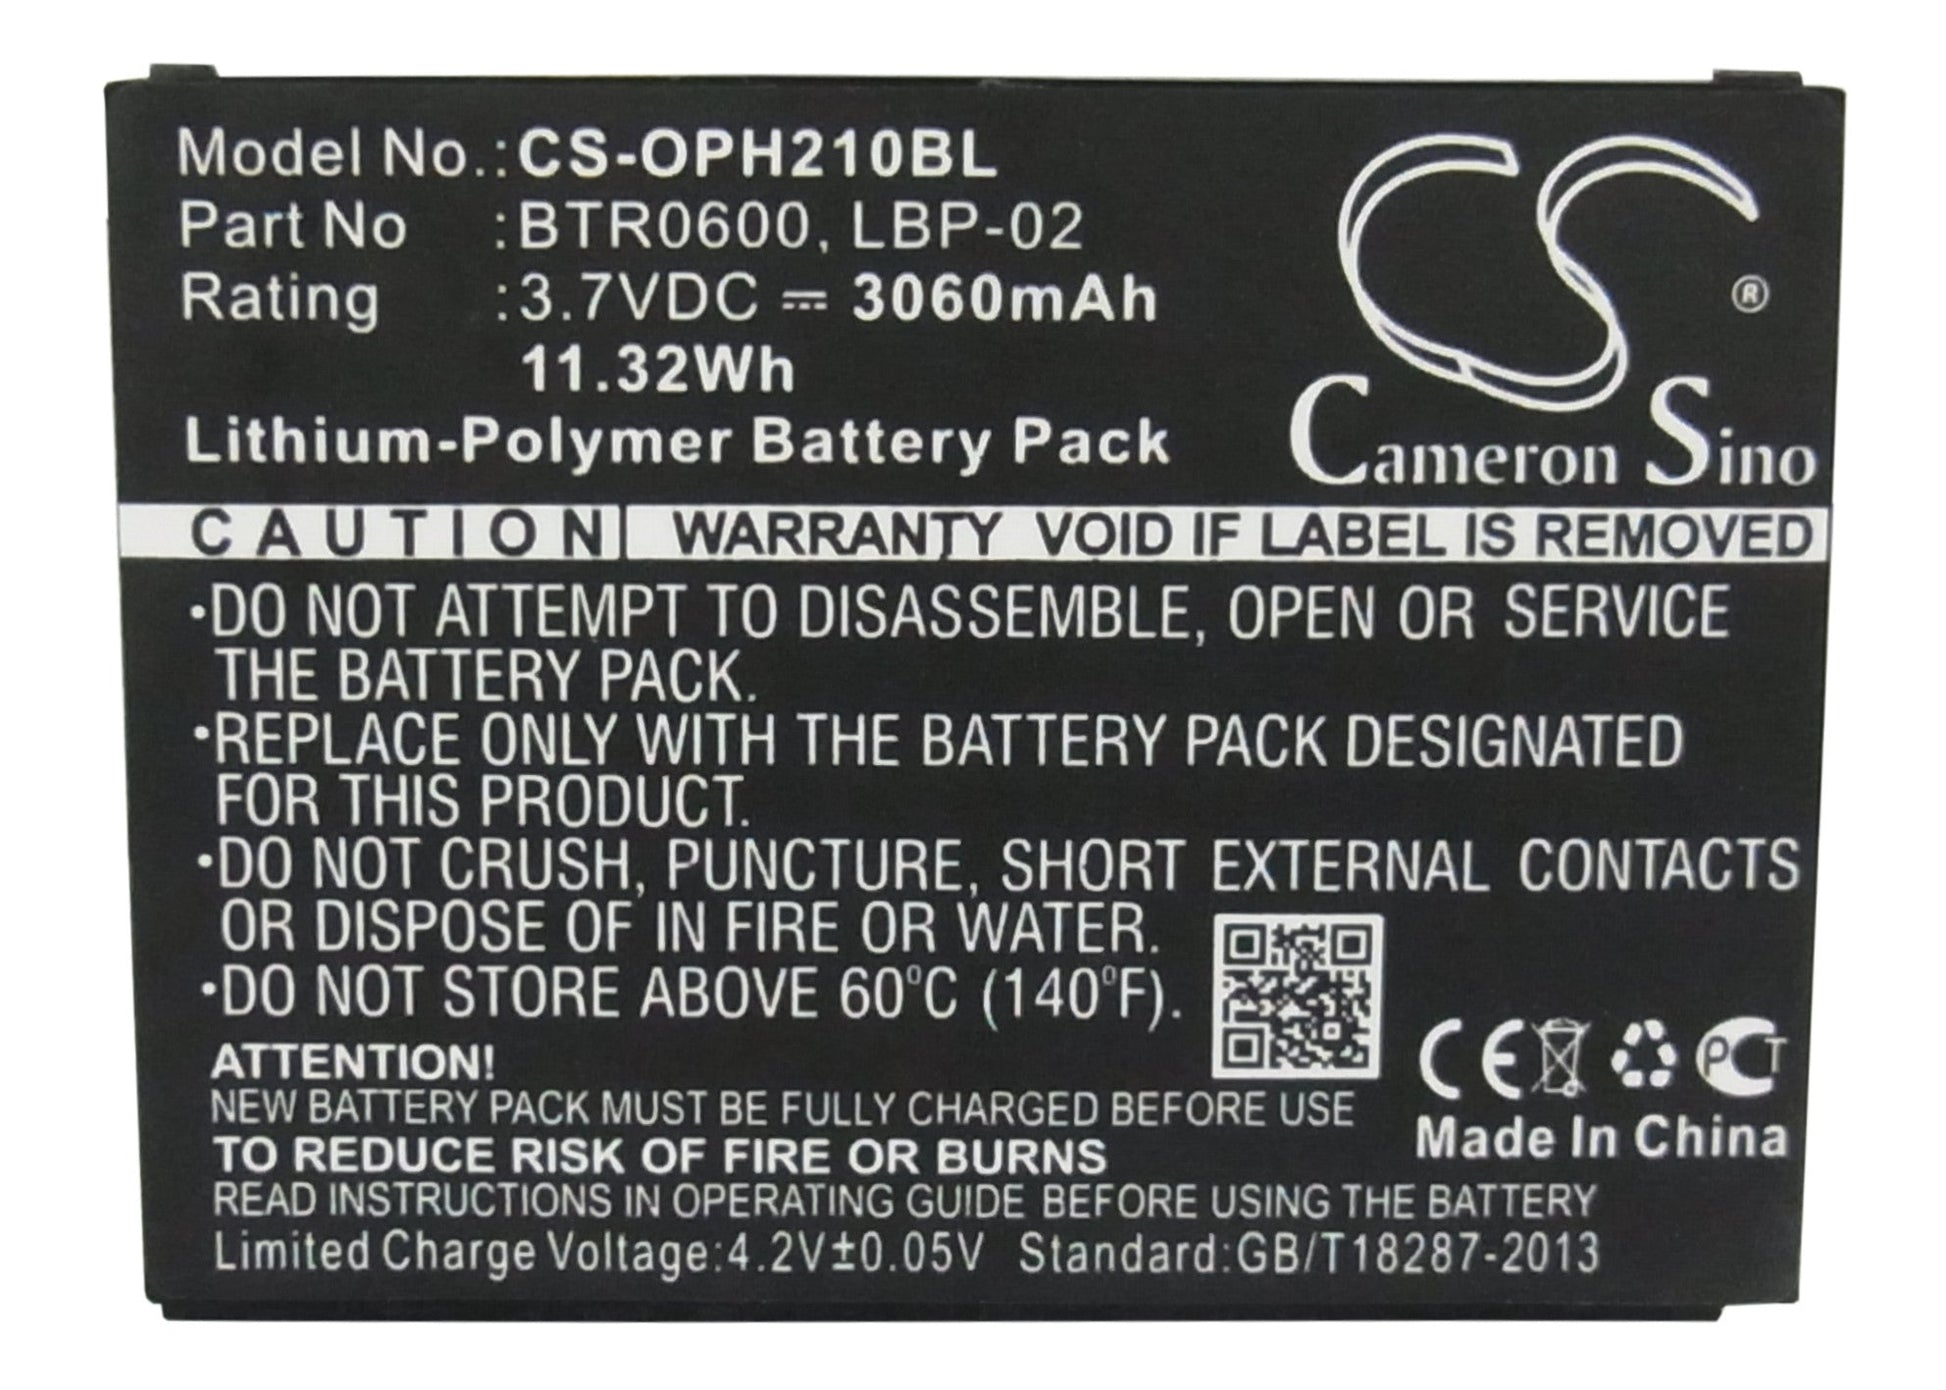 Model No.:CS-OPH210BL
Part No :BTR0600, LBP-02
Rating :3.7VDC ⎓ 3060mAh
11.32Wh
Lithium-Polymer Battery Pack
CS ®
Cameron Sino
CAUTION WARRANTY VOID IF LABEL IS REMOVED
•DO NOT ATTEMPT TO DISASSEMBLE, OPEN OR SERVICE
THE BATTERY PACK.
•REPLACE ONLY WITH THE BATTERY PACK DESIGNATED
FOR THIS PRODUCT.
•DO NOT CRUSH, PUNCTURE, SHORT EXTERNAL CONTACTS
OR DISPOSE OF IN FIRE OR WATER.
•DO NOT STORE ABOVE 60°C (140°F).
ATTENTION!
NEW BATTERY PACK MUST BE FULLY CHARGED BEFORE USE
TO REDUCE RISK OF FIRE OR BURNS
READ INSTRUCTIONS IN OPERATING GUIDE BEFORE USING THE BATTERY
Limited Charge Voltage:4.2V±0.05V Standard:GB/T18287-2013
CE PCT
Made In China